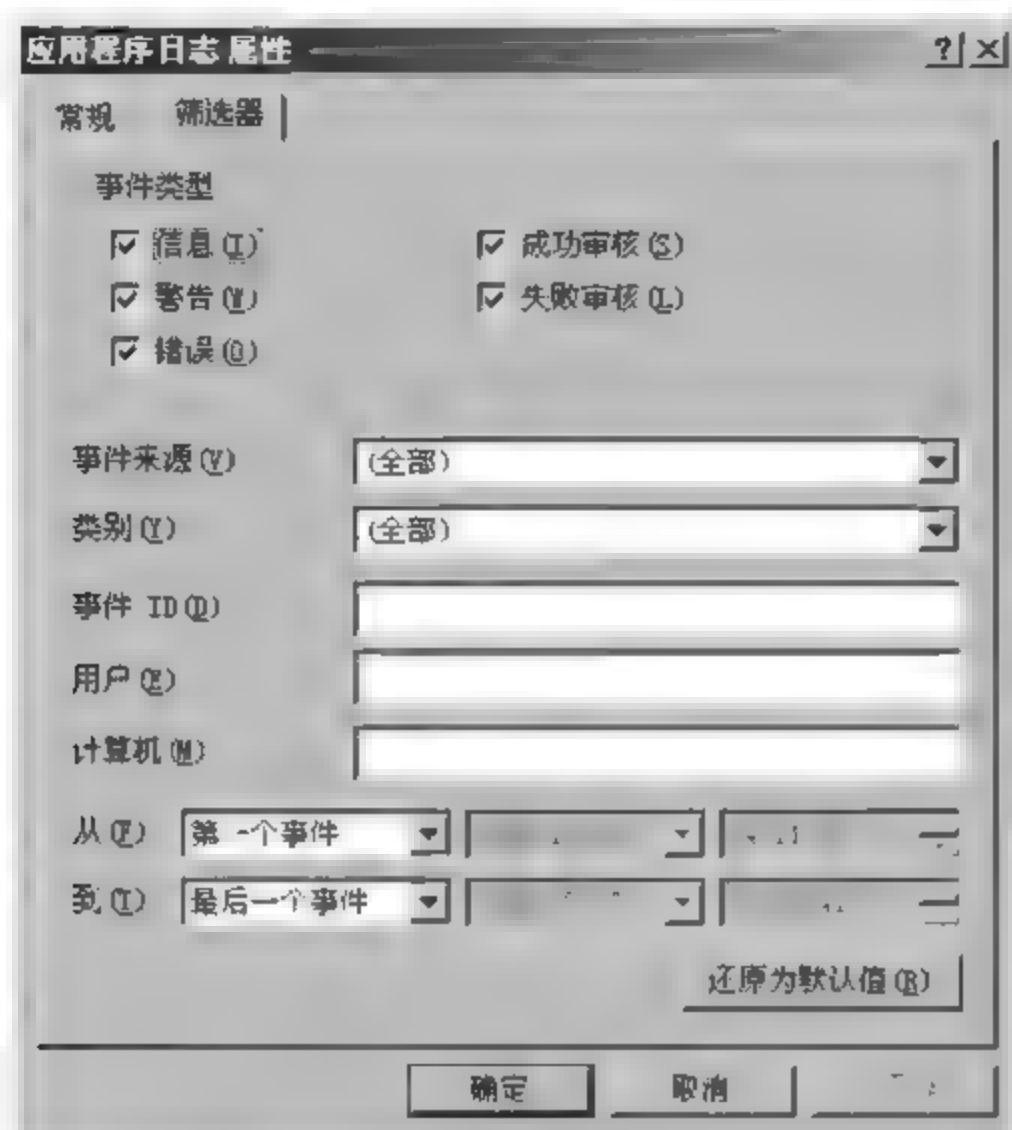 应用程序日志 属性
常规 筛选器
事件类型
信息(I) 成功审核(S)
警告(W) 失败审核(L)
错误(O)
事件来源(V) (全部)
类别(Y) (全部)
事件 ID(D)
用户(E)
计算机(M)
从(F) 第一个事件
到(T) 最后一个事件
还原为默认值(R)
确定 取消